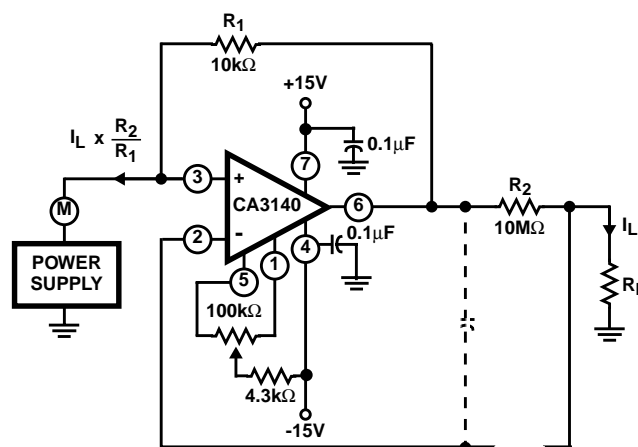 R1
10kΩ
+15V
0.1μF
IL x R2/R1
7
3
+
CA3140
6
R2
10MΩ
IL
M
2
-
0.1μF
4
1
5
POWER
SUPPLY
100kΩ
4.3kΩ
-15V